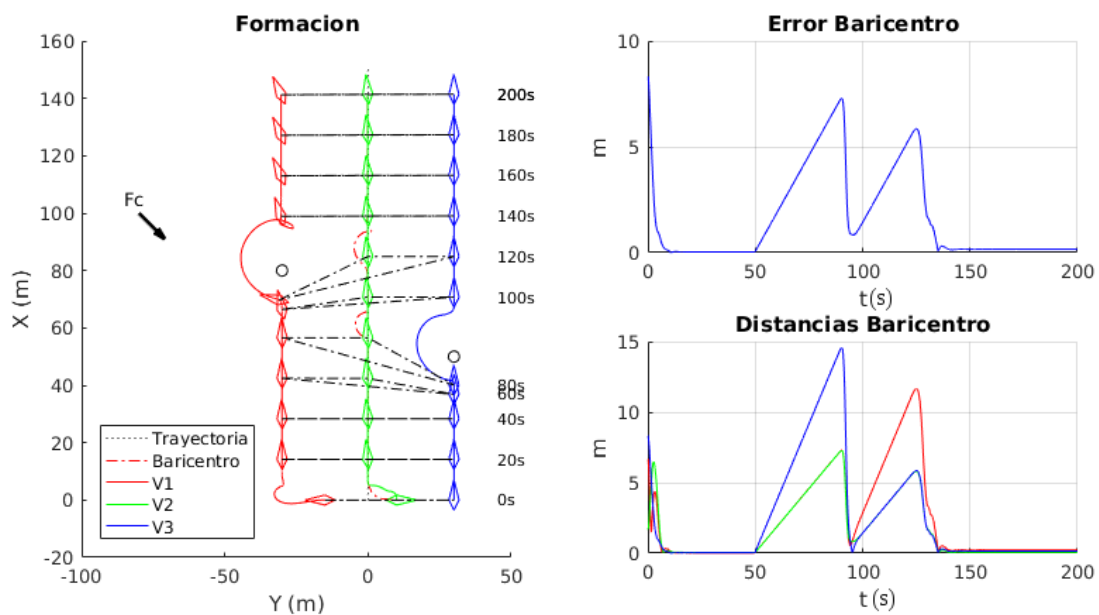 Formacion
160
140
120
100
80
60
40
20
0
-20
X (m)
-100
-50
0
50
Y (m)
Fc
200s
180s
160s
140s
120s
100s
80s
60s
40s
20s
0s
Trayectoria
Baricentro
V1
V2
V3
Error Baricentro
10
5
0
m
0
50
100
150
200
t(s)
Distancias Baricentro
15
10
5
0
m
0
50
100
150
200
t(s)